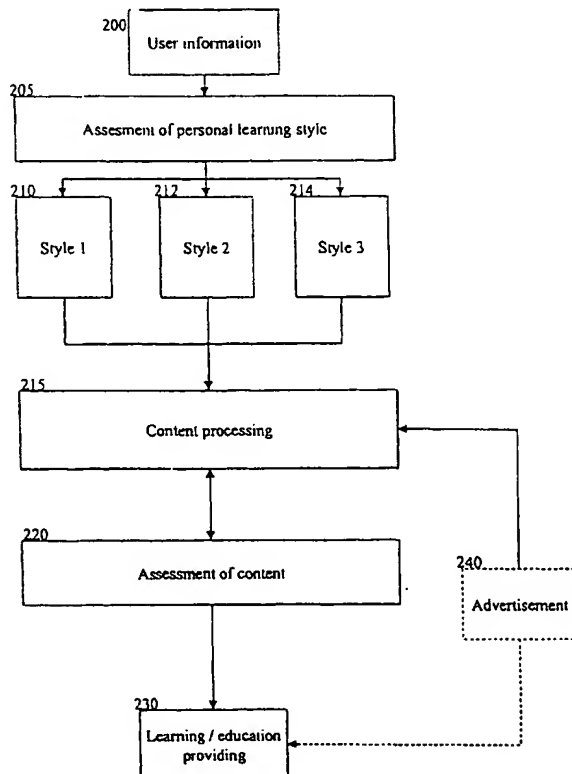 200
User information
205
Assesment of personal learning style
210
212
214
Style 1
Style 2
Style 3
215
Content processing
220
Assessment of content
240
Advertisement
230
Learning / education
providing